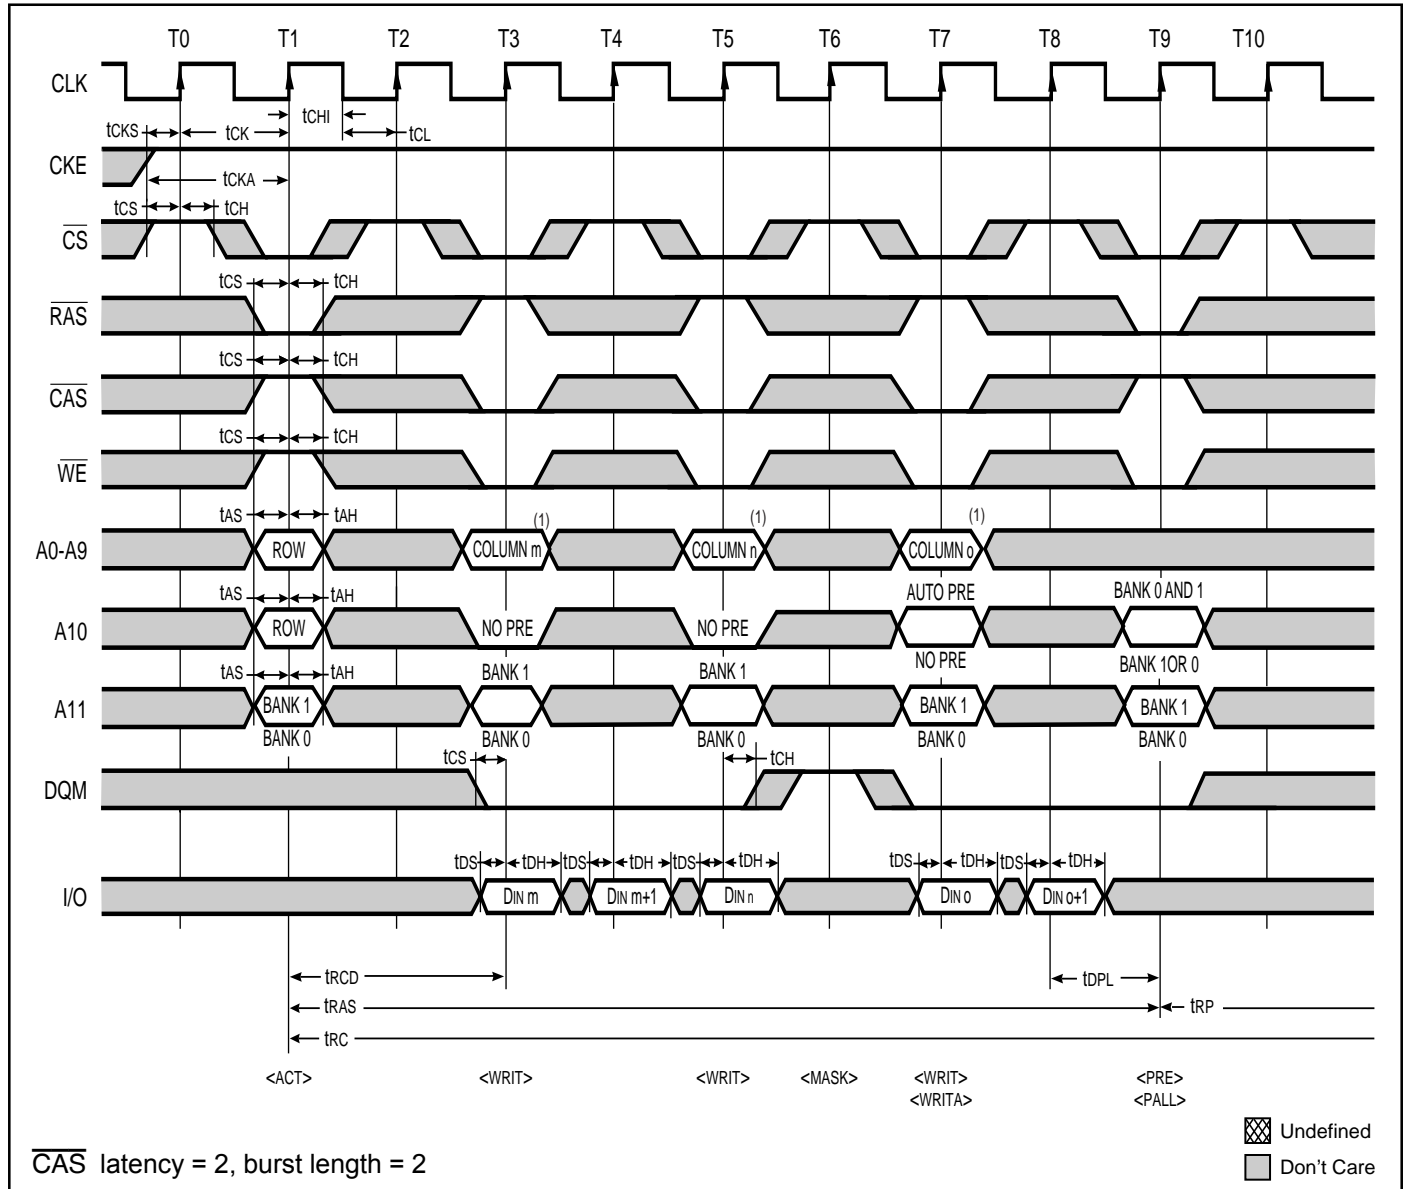 T0 T1 T2 T3 T4 T5 T6 T7 T8 T9 T10
CLK
tCHI
tCKS tCK tCL
CKE
tCKA
tCS tCH
CS
tCS tCH
RAS
tCS tCH
CAS
tCS tCH
WE
tAS tAH (1) (1) (1)
A0-A9 ROW COLUMN m COLUMN n COLUMN o
tAS tAH AUTO PRE BANK 0 AND 1
A10 ROW NO PRE NO PRE
NO PRE BANK 1OR 0
tAS tAH BANK 1 BANK 1
A11 BANK 1 BANK 1 BANK 1
BANK 0 BANK 0 BANK 0 BANK 0 BANK 0
tCS tCH
DQM
tDS tDH tDS tDH tDS tDH tDS tDH tDS tDH
I/O DIN m DIN m+1 DIN n DIN o DIN o+1
tRCD tDPL
tRAS tRP
tRC
<ACT> <WRIT> <WRIT> <MASK> <WRIT> <PRE>
<WRITA> <PALL>
Undefined
CAS latency = 2, burst length = 2
Don't Care